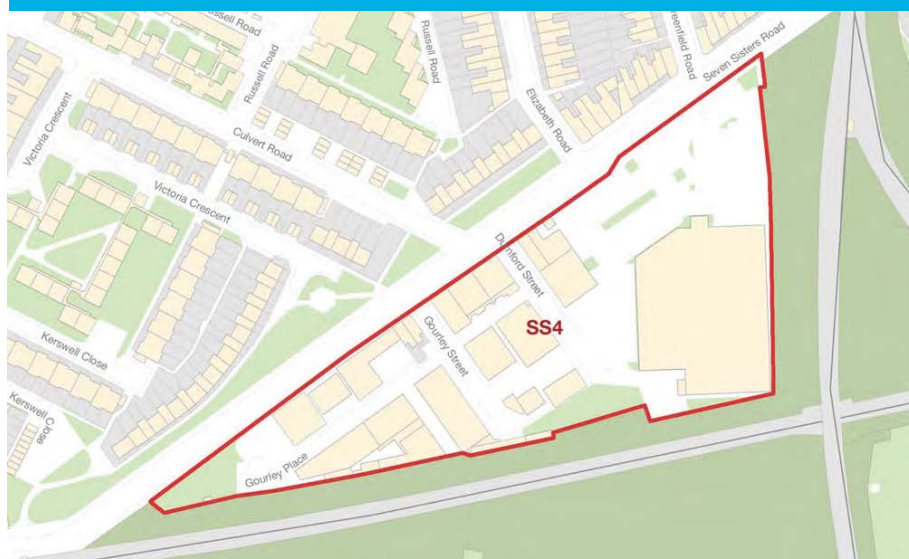 Russell Road
Russell Road
Russell Road
Seven Sisters Road
Elizabeth Road
Victoria Crescent
Culvert Road
Victoria Crescent
Durnford Street
SS4
Gourley Street
Kerswell Close
Kerswell Close
Gourley Place